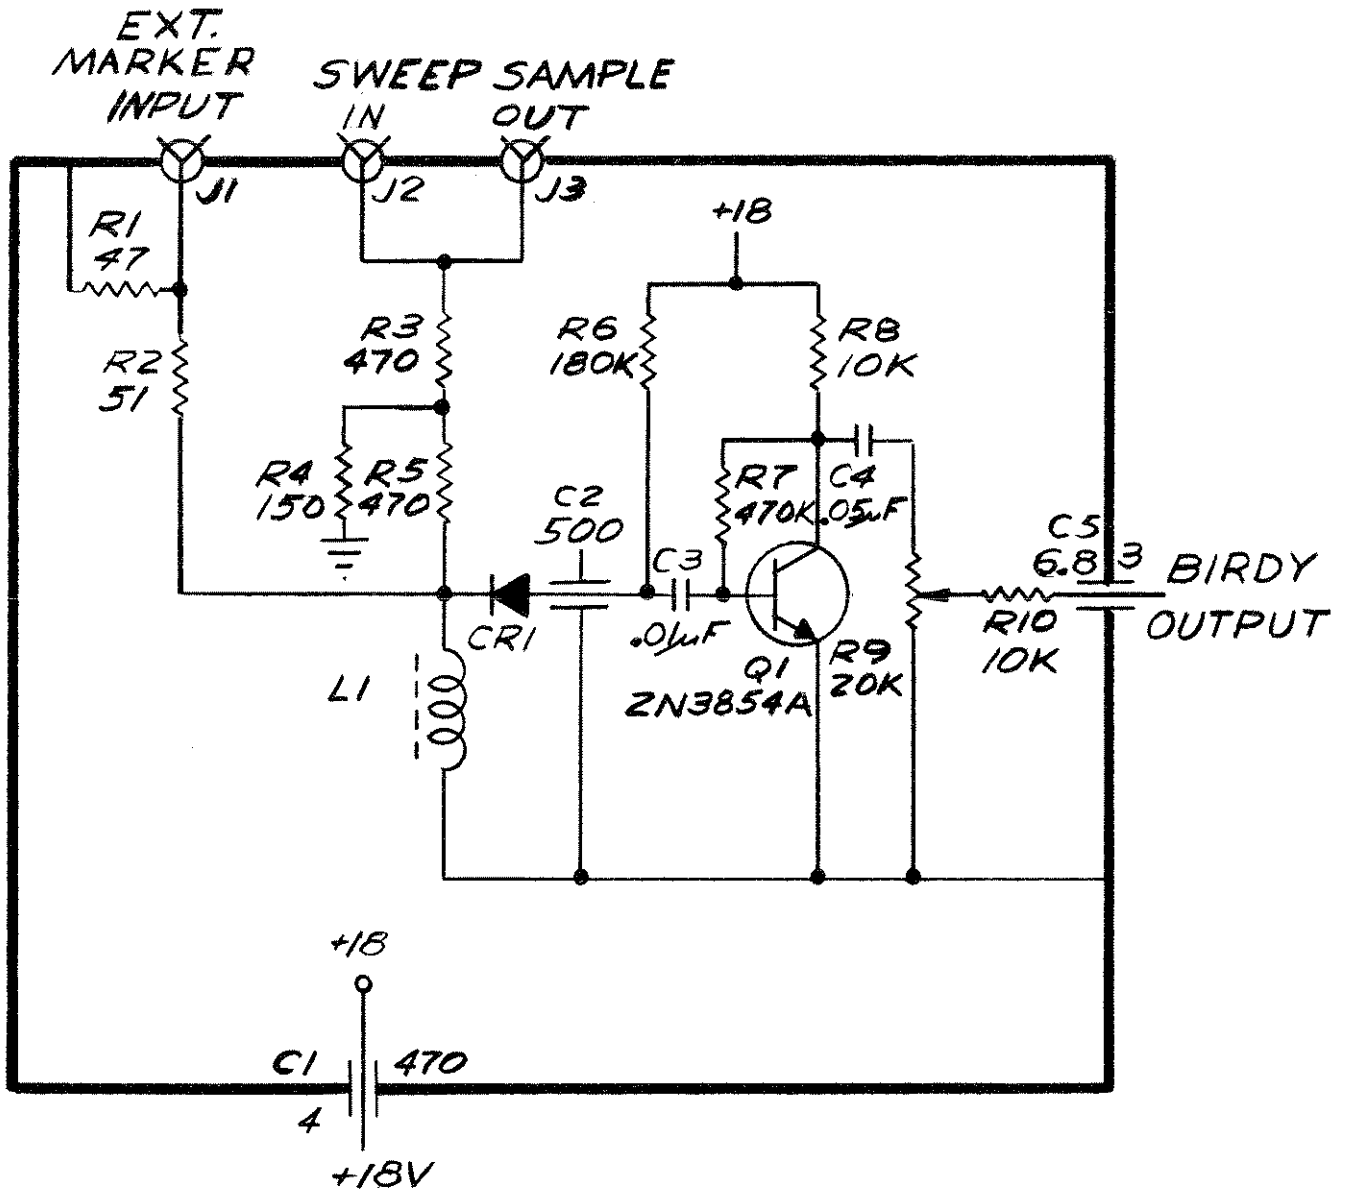 EXT.
MARKER
INPUT
SWEEP SAMPLE
IN
OUT
J1
J2
J3
+18
R1
47
R2
51
R3
470
R6
180K
R8
10K
R4
150
R5
470
C2
500
R7
470K
C4
.05µF
C3
.01µF
CR1
L1
Q1
2N3854A
R9
20K
C5
6.8
3
BIRDY
OUTPUT
R10
10K
+18
C1
470
4
+18V